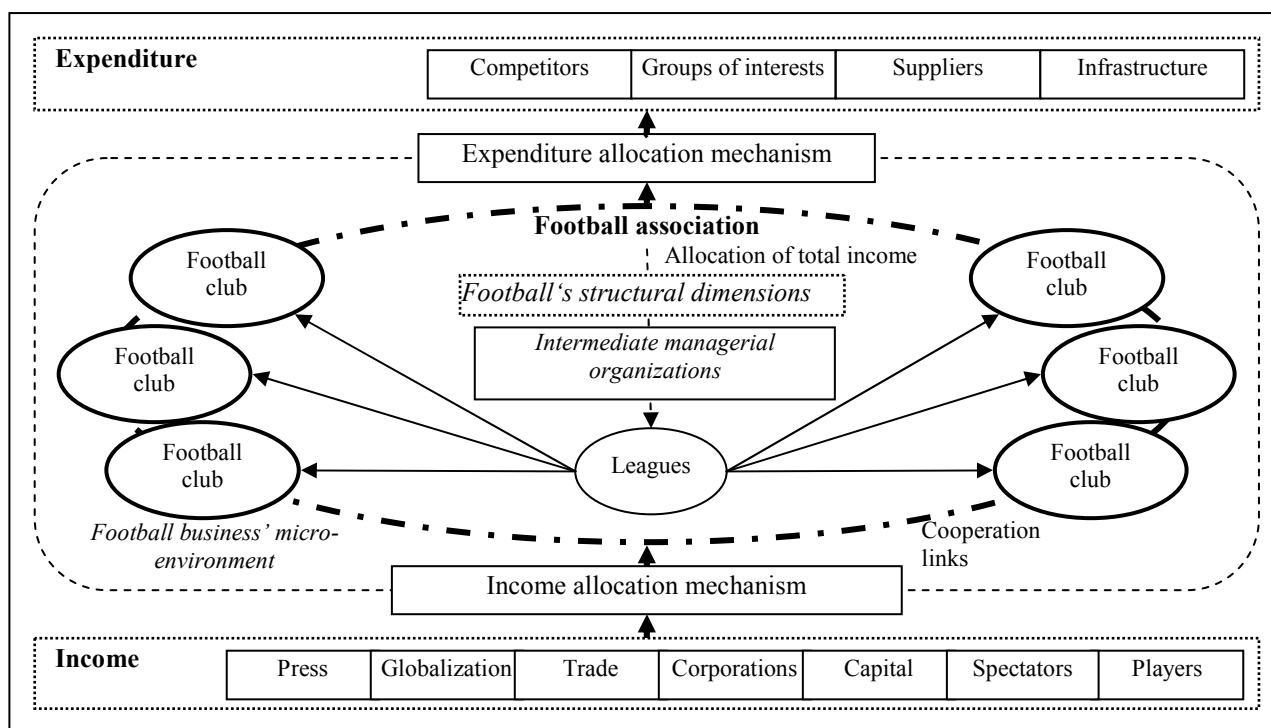 Expenditure
Competitors
Groups of interests
Suppliers
Infrastructure
Expenditure allocation mechanism
Football association
Allocation of total income
Football‘s structural dimensions
Intermediate managerial
organizations
Football
club
Football
club
Football
club
Football
club
Football
club
Football
club
Leagues
Football business’ micro-
environment
Cooperation
links
Income allocation mechanism
Income
Press
Globalization
Trade
Corporations
Capital
Spectators
Players